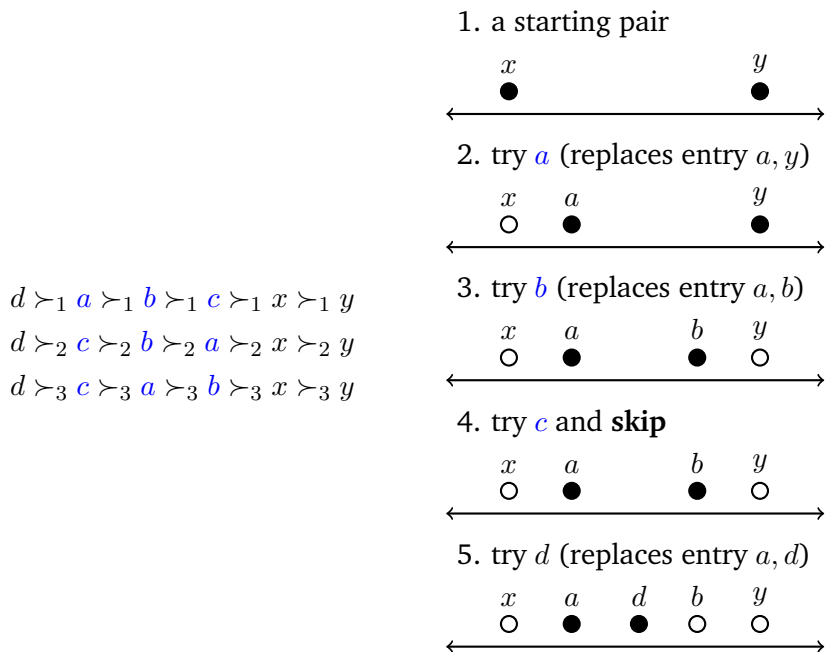 d ≻₁ a ≻₁ b ≻₁ c ≻₁ x ≻₁ y
d ≻₂ c ≻₂ b ≻₂ a ≻₂ x ≻₂ y
d ≻₃ c ≻₃ a ≻₃ b ≻₃ x ≻₃ y
1. a starting pair
x y
2. try a (replaces entry a, y)
x a y
3. try b (replaces entry a, b)
x a b y
4. try c and skip
x a b y
5. try d (replaces entry a, d)
x a d b y